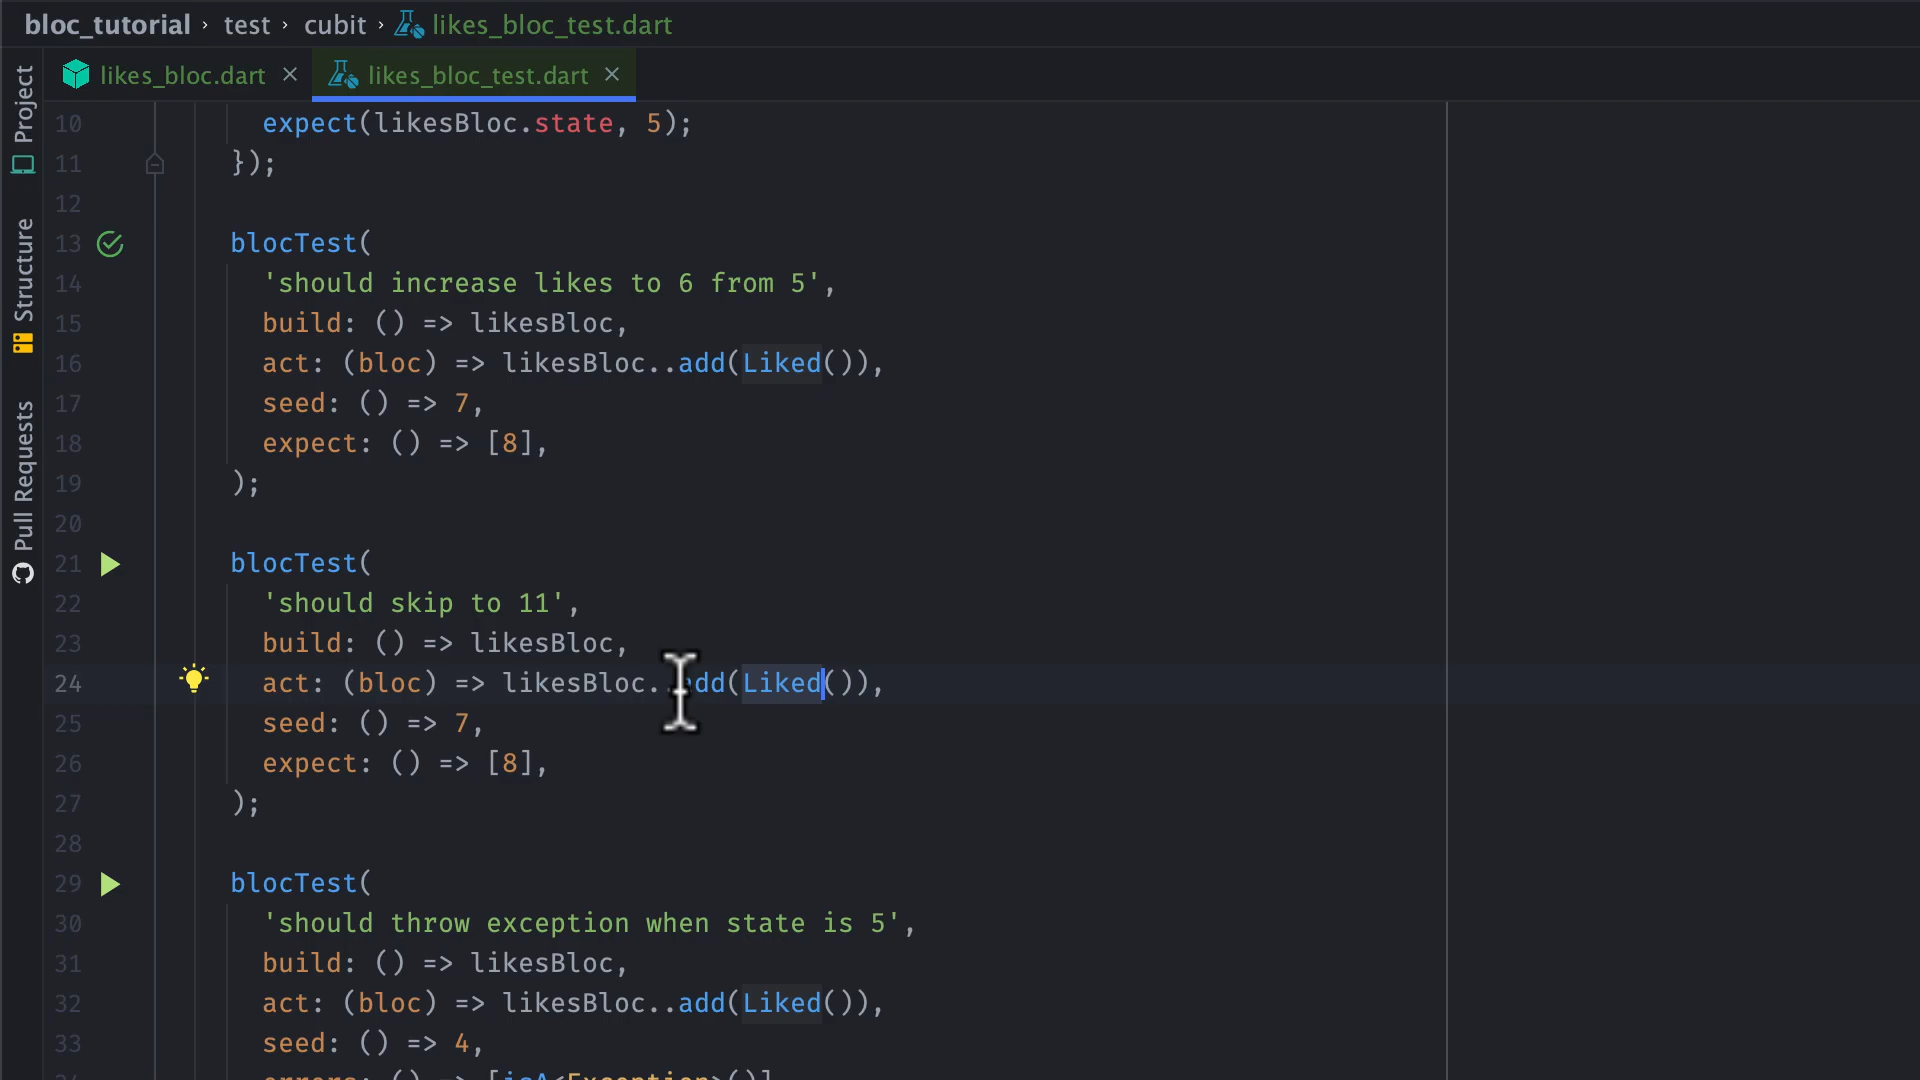 bloc_tutorial › test › cubit › likes_bloc_test.dart
likes_bloc.dart × likes_bloc_test.dart ×
Project
Structure
Pull Requests
10 expect(likesBloc.state, 5);
11 });
12
13 blocTest(
14 'should increase likes to 6 from 5',
15 build: () => likesBloc,
16 act: (bloc) => likesBloc..add(Liked()),
17 seed: () => 7,
18 expect: () => [8],
19 );
20
21 blocTest(
22 'should skip to 11',
23 build: () => likesBloc,
24 act: (bloc) => likesBloc..add(Liked()),
25 seed: () => 7,
26 expect: () => [8],
27 );
28
29 blocTest(
30 'should throw exception when state is 5',
31 build: () => likesBloc,
32 act: (bloc) => likesBloc..add(Liked()),
33 seed: () => 4,
errors: () => [isA<Exception>()]